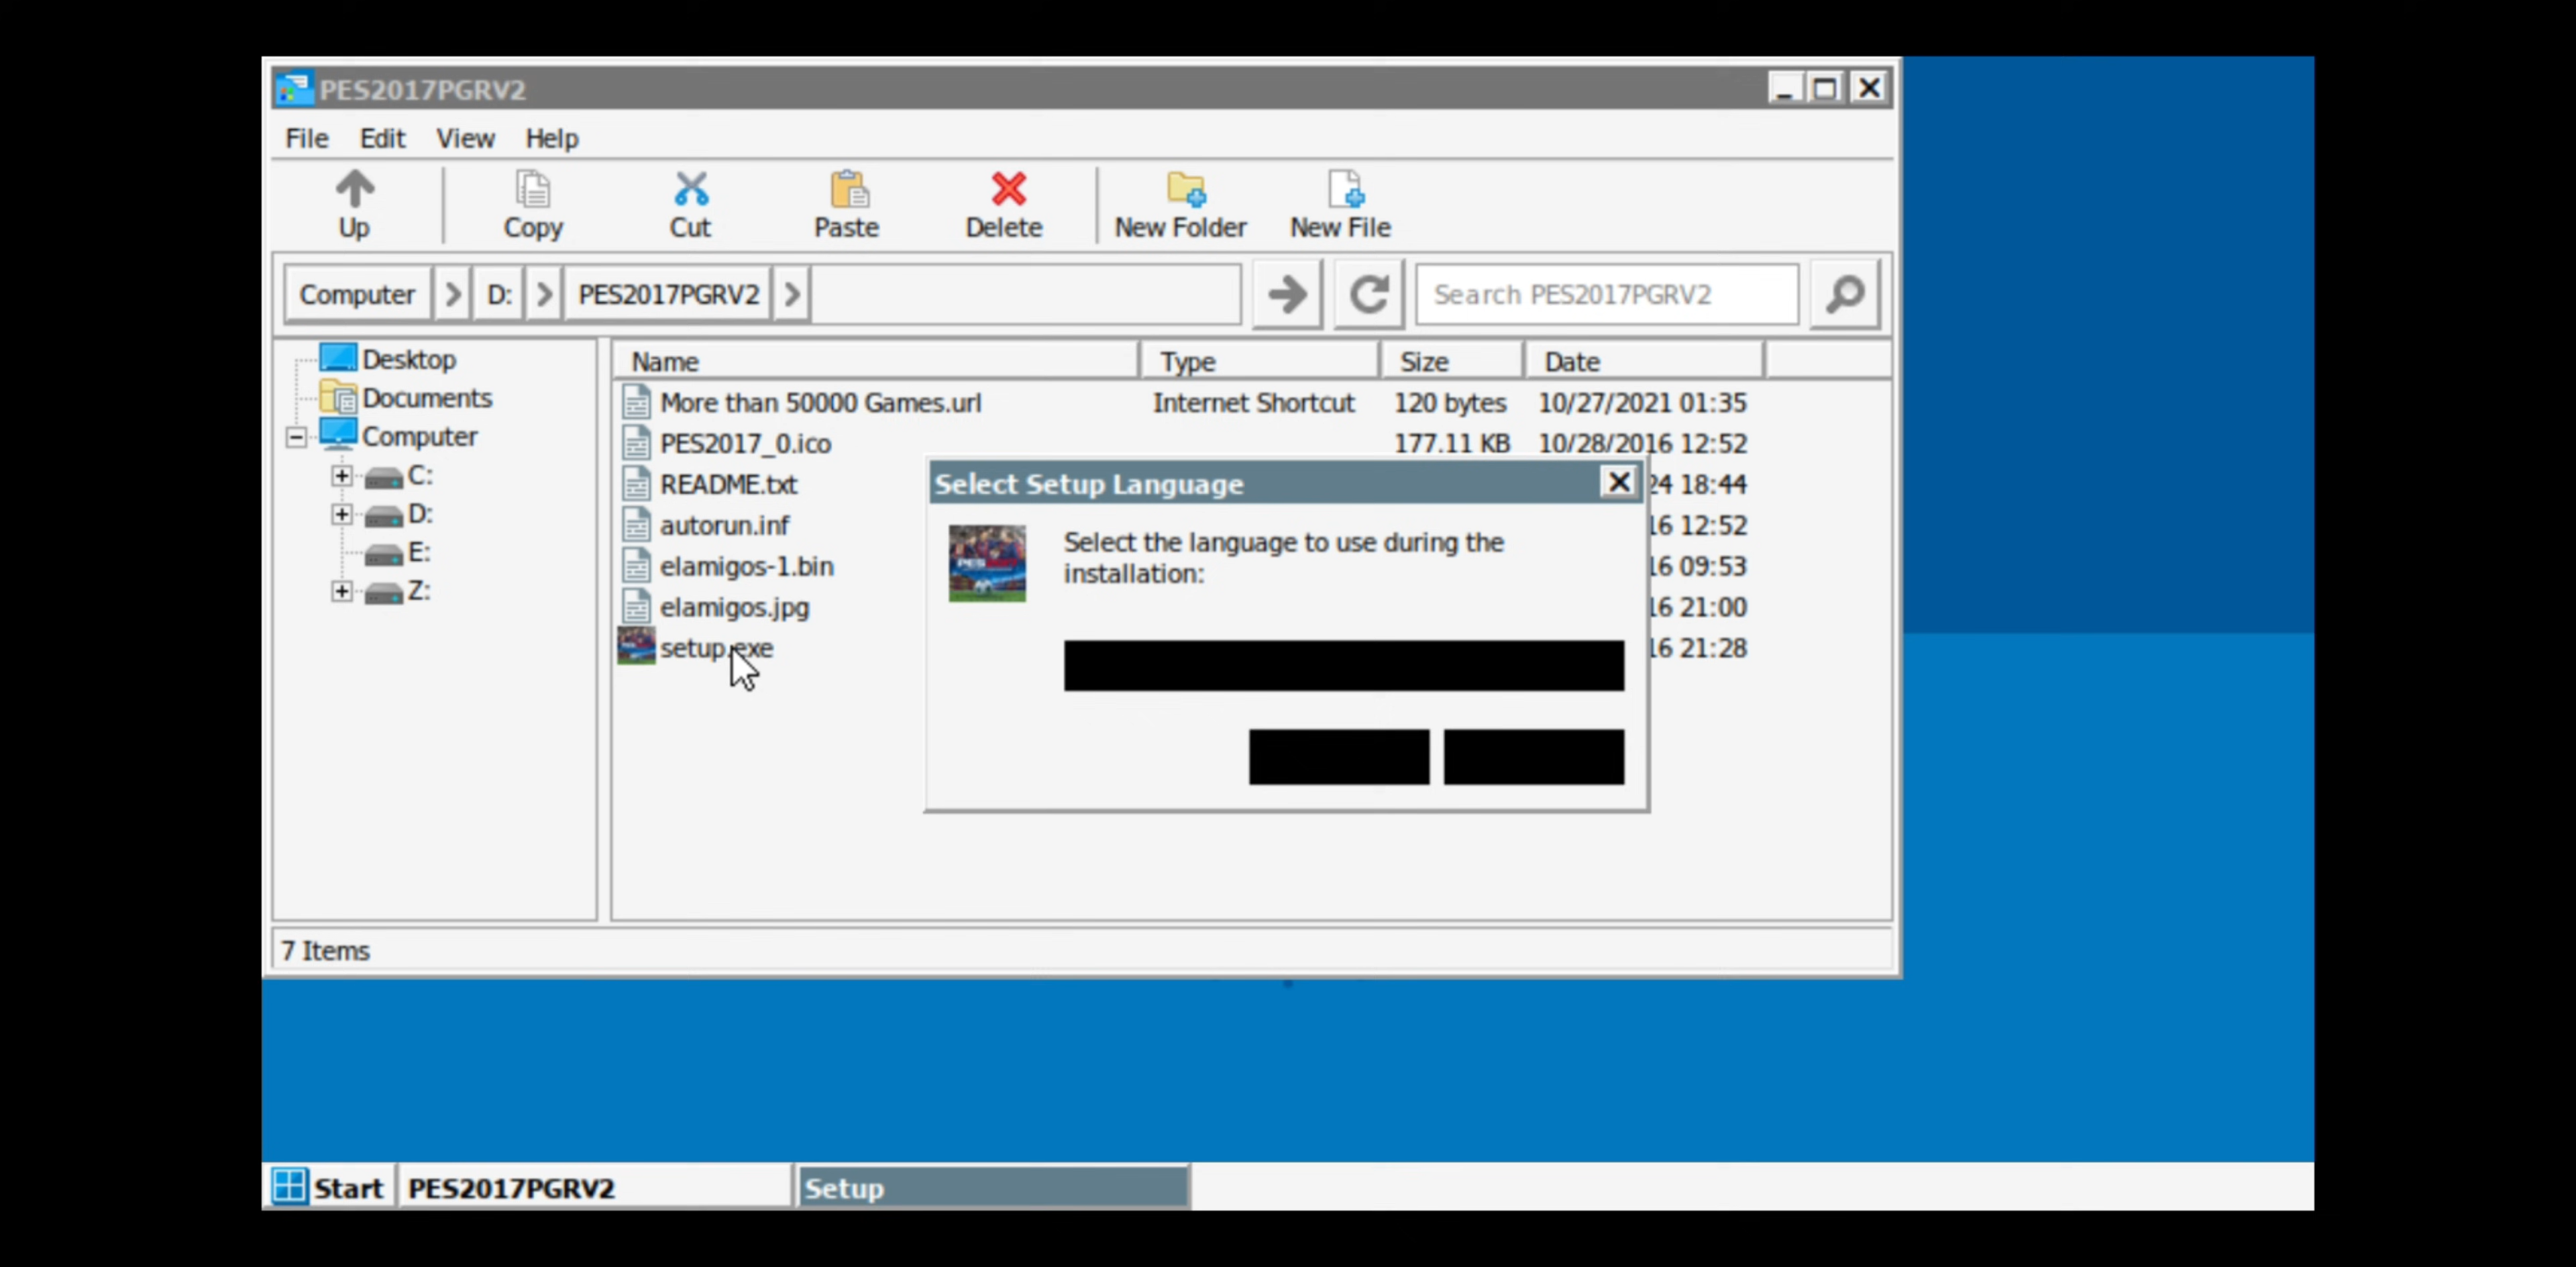 PES2017PGRV2
File Edit View Help
Up Copy Cut Paste Delete New Folder New File
Computer D: PES2017PGRV2 Search PES2017PGRV2
Desktop
Documents
Computer
C:
D:
E:
Z:
Name Type Size Date
More than 50000 Games.url Internet Shortcut 120 bytes 10/27/2021 01:35
PES2017_0.ico 177.11 KB 10/28/2016 12:52
README.txt 24 18:44
autorun.inf 16 12:52
elamigos-1.bin 16 09:53
elamigos.jpg 16 21:00
setup.exe 16 21:28
Select Setup Language
Select the language to use during the
installation:
7 Items
Start PES2017PGRV2 Setup